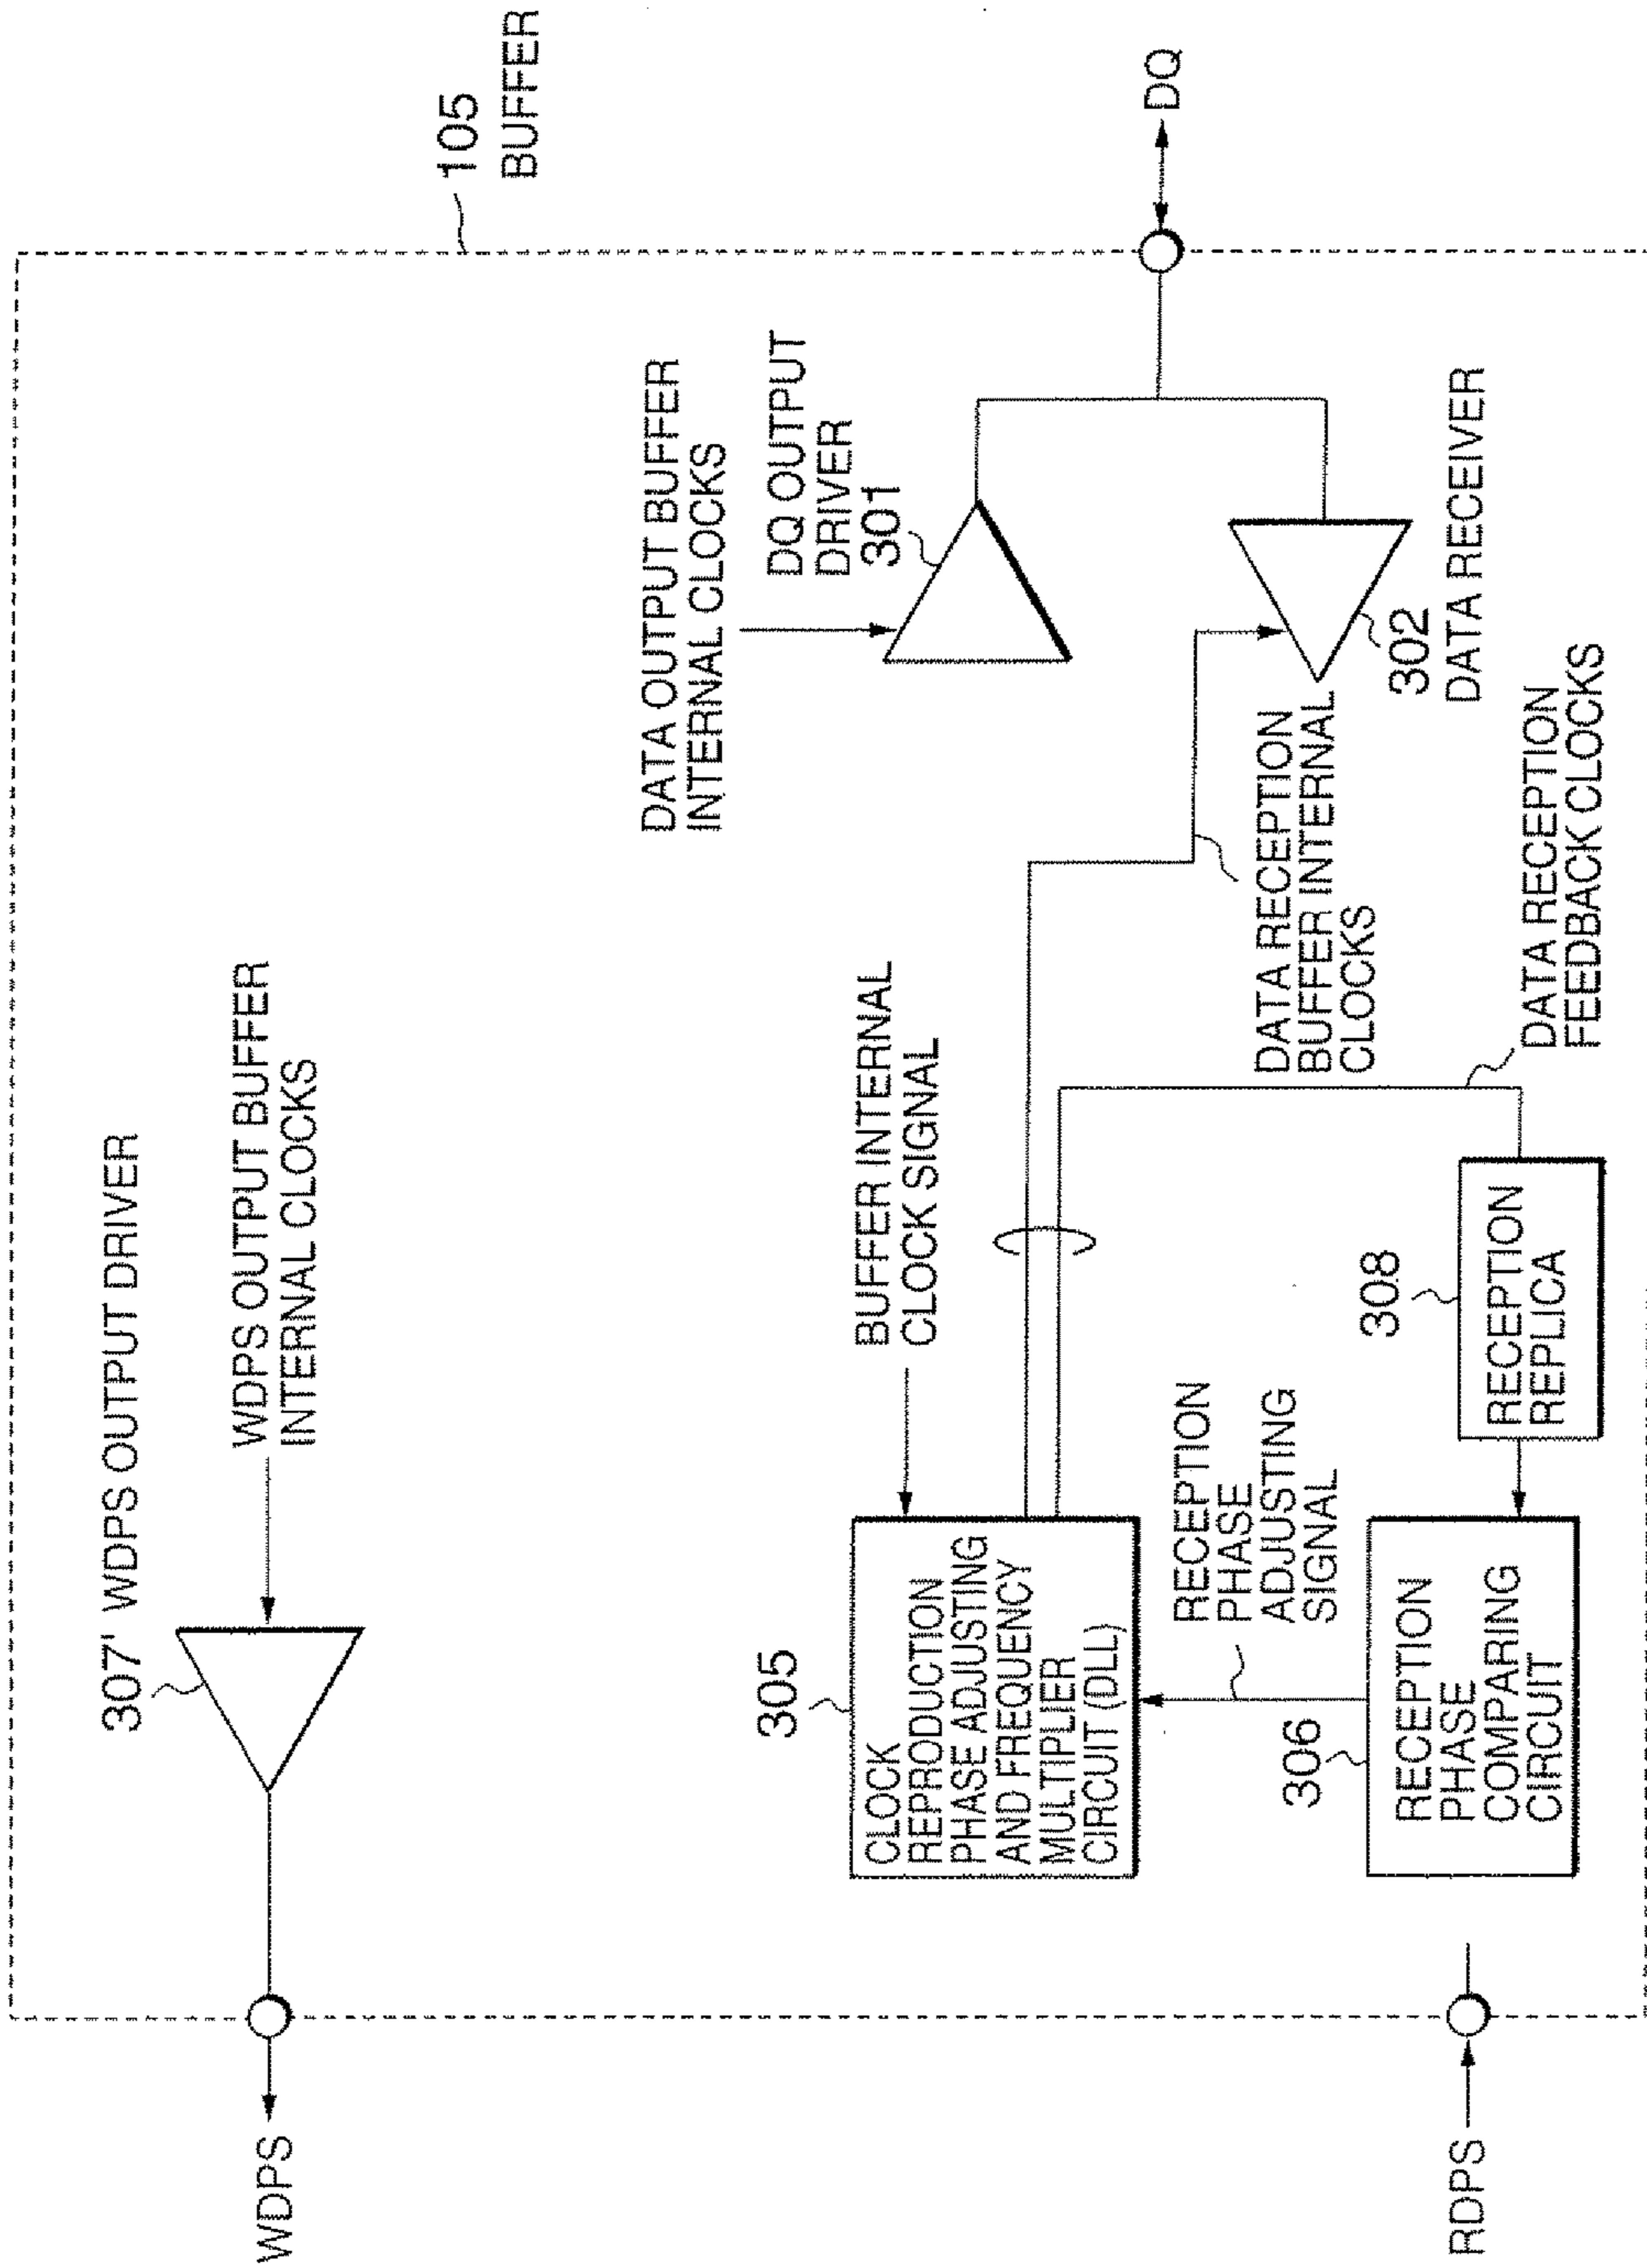 105
BUFFER
307' WDPS OUTPUT DRIVER
WDPS OUTPUT BUFFER
INTERNAL CLOCKS
WDPS
DATA OUTPUT BUFFER
INTERNAL CLOCKS
DQ OUTPUT
DRIVER
301
DQ
BUFFER INTERNAL
CLOCK SIGNAL
305
CLOCK
REPRODUCTION
PHASE ADJUSTING
AND FREQUENCY
MULTIPLIER
CIRCUIT (DLL)
DATA RECEPTION
BUFFER INTERNAL
CLOCKS
302
DATA RECEIVER
RECEPTION
PHASE
ADJUSTING
SIGNAL
306
RECEPTION
PHASE
COMPARING
CIRCUIT
308
RECEPTION
REPLICA
DATA RECEPTION
FEEDBACK CLOCKS
RDPS